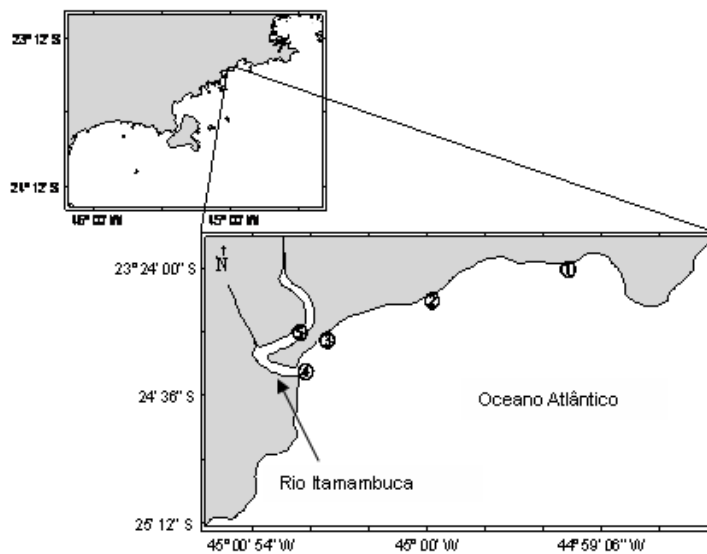 23° 12' S
24° 12' S
46° 00' W
45° 00' W
23° 24' 00'' S
N
①
②
⑤
③
④
24' 36'' S
Oceano Atlântico
Rio Itamambuca
25' 12'' S
45° 00' 54'' W
45° 00' W
44° 59' 06'' W